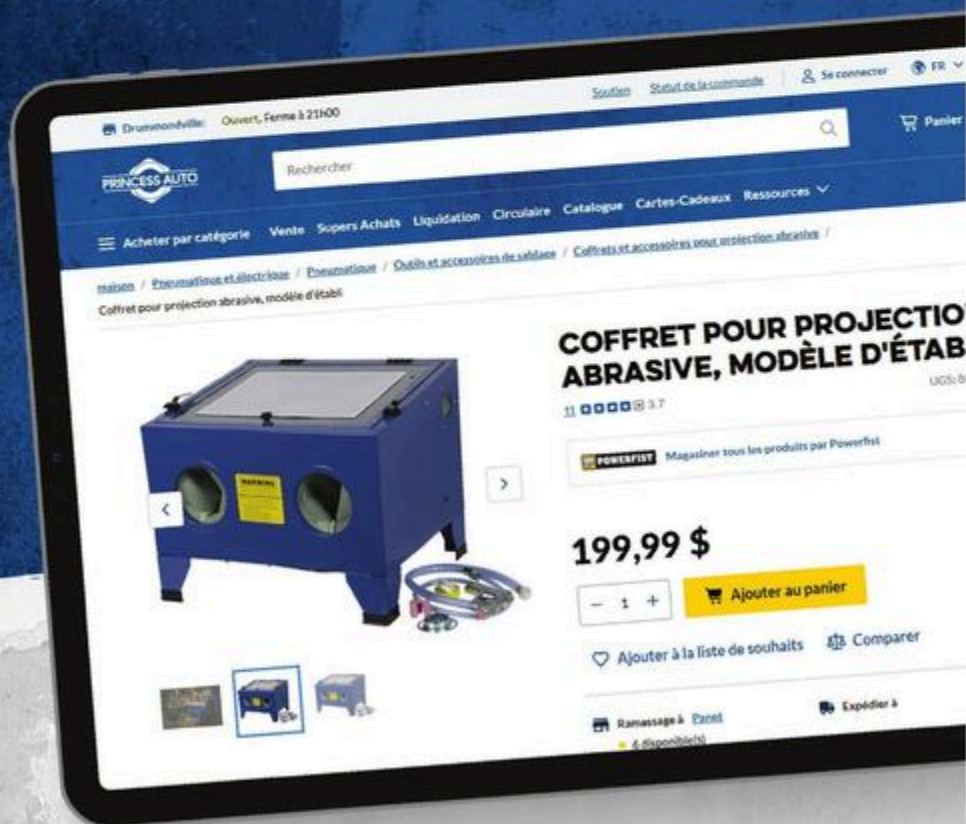 Drummondville: Ouvert, Ferme à 21h00
Soutien Statut de la commande Se connecter FR
PRINCESS AUTO
Rechercher
Panier
Acheter par catégorie Vente Supers Achats Liquidation Circulaire Catalogue Cartes-Cadeaux Ressources
maison / Pneumatique et électrique / Pneumatique / Outils et accessoires de sablage / Coffrets et accessoires pour projection abrasive /
Coffret pour projection abrasive, modèle d'établi
COFFRET POUR PROJECTIO
ABRASIVE, MODÈLE D'ÉTAB
UGS:
11 3.7
POWERFIST Magasiner tous les produits par Powerfist
WARNING
199,99 $
− 1 + Ajouter au panier
Ajouter à la liste de souhaits Comparer
Ramassage à Panet Expédier à
6 disponible(s)